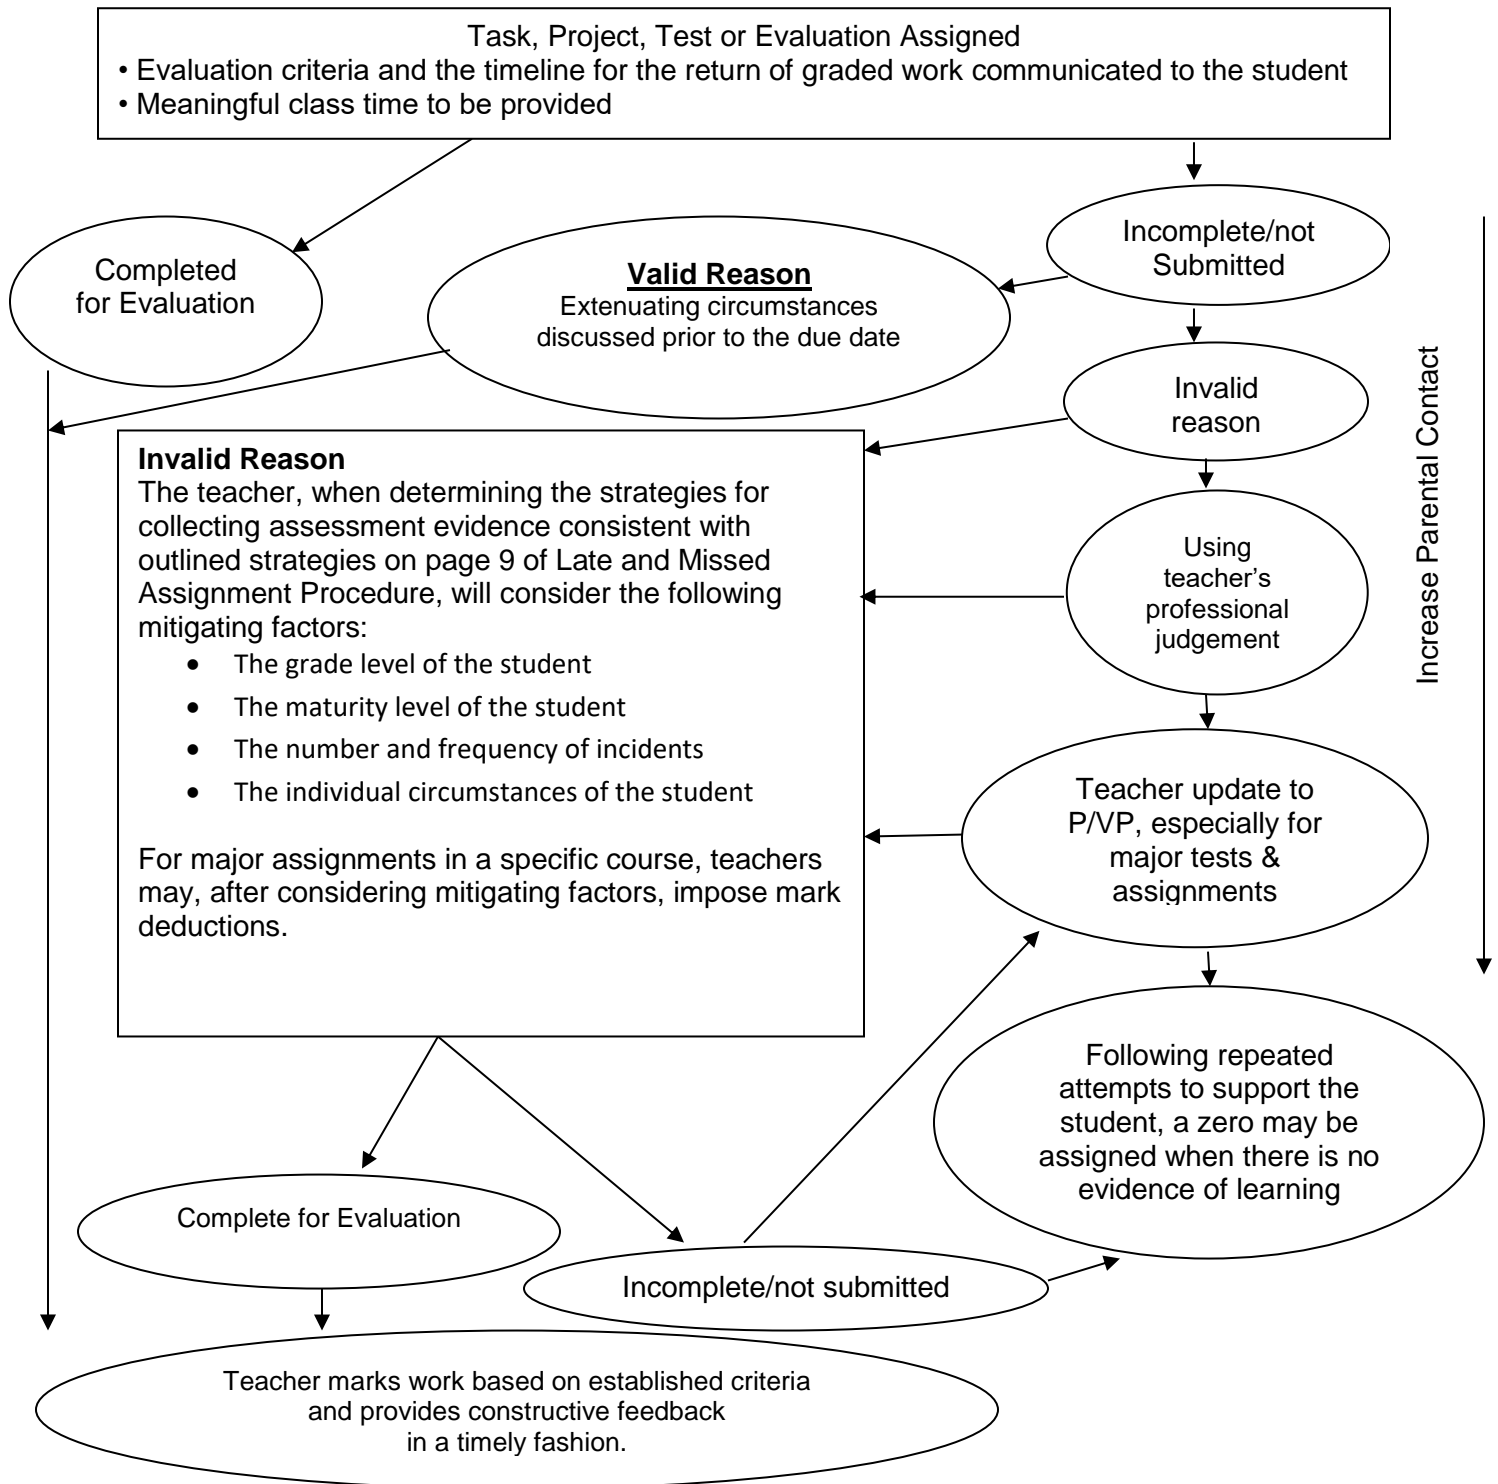 Task, Project, Test or Evaluation Assigned
• Evaluation criteria and the timeline for the return of graded work communicated to the student
• Meaningful class time to be provided
Incomplete/not
Submitted
Completed
for Evaluation
Valid Reason
Extenuating circumstances
discussed prior to the due date
Invalid
reason
Increase Parental Contact
Invalid Reason
The teacher, when determining the strategies for
collecting assessment evidence consistent with
outlined strategies on page 9 of Late and Missed
Assignment Procedure, will consider the following
mitigating factors:
• The grade level of the student
• The maturity level of the student
• The number and frequency of incidents
• The individual circumstances of the student
For major assignments in a specific course, teachers
may, after considering mitigating factors, impose mark
deductions.
Using
teacher’s
professional
judgement
Teacher update to
P/VP, especially for
major tests &
assignments
Following repeated
attempts to support the
student, a zero may be
assigned when there is no
evidence of learning
Complete for Evaluation
Incomplete/not submitted
Teacher marks work based on established criteria
and provides constructive feedback
in a timely fashion.